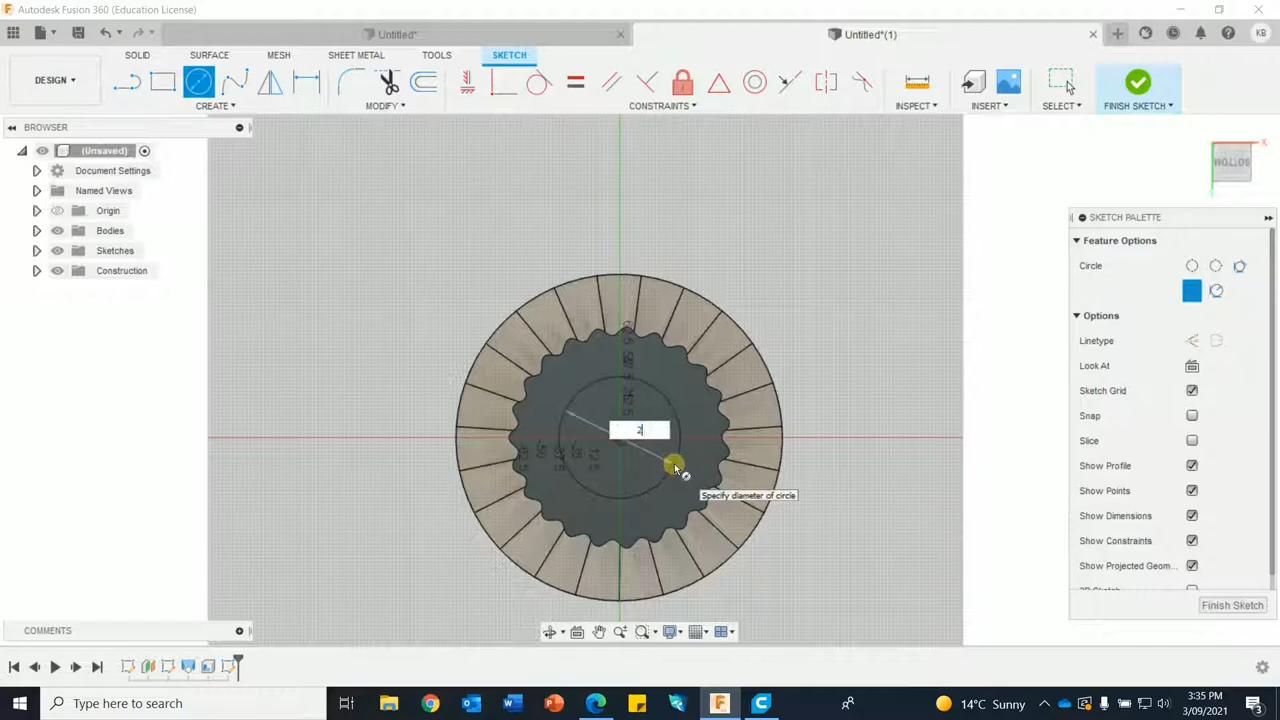 Autodesk Fusion 360 (Education License)
Untitled*
Untitled*(1)
KB
DESIGN
SOLID
SURFACE
MESH
SHEET METAL
TOOLS
SKETCH
CREATE
MODIFY
CONSTRAINTS
INSPECT
INSERT
SELECT
FINISH SKETCH
BROWSER
(Unsaved)
Document Settings
Named Views
Origin
Bodies
Sketches
Construction
BOTTOM
X
2
Specify diameter of circle
SKETCH PALETTE
Feature Options
Circle
Options
Linetype
Look At
Sketch Grid
Snap
Slice
Show Profile
Show Points
Show Dimensions
Show Constraints
Show Projected Geom...
Finish Sketch
COMMENTS
Type here to search
14°C Sunny
3:35 PM
3/09/2021